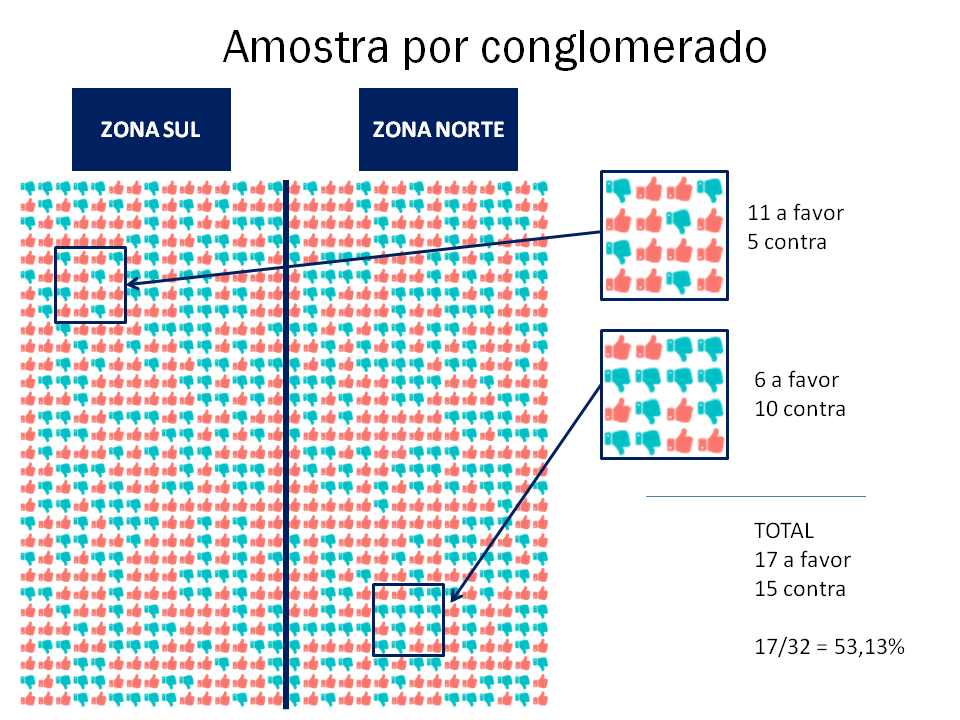 Amostra por conglomerado
ZONA SUL
ZONA NORTE
11 a favor
5 contra
6 a favor
10 contra
TOTAL
17 a favor
15 contra
17/32 = 53,13%